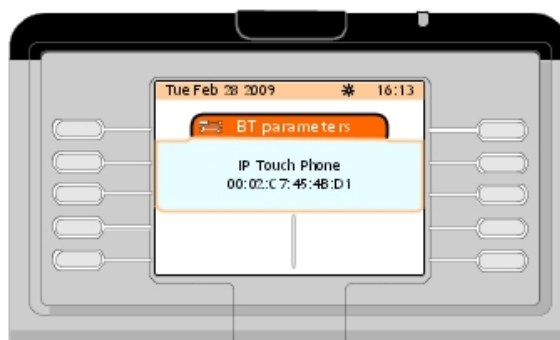 Tue Feb 28 2009 16:13
BT parameters
IP Touch Phone
00:02:C7:45:4B:D1